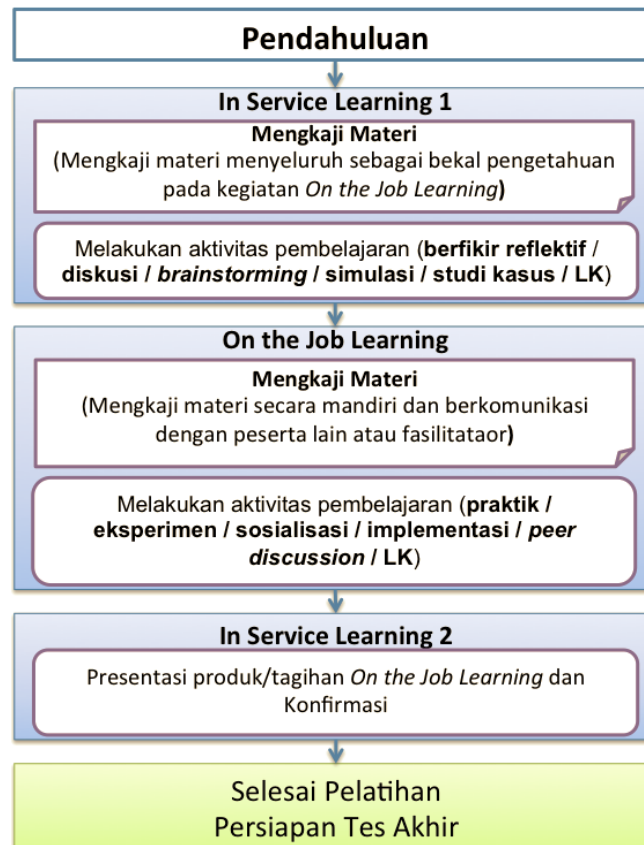 Pendahuluan
In Service Learning 1
Mengkaji Materi
(Mengkaji materi menyeluruh sebagai bekal pengetahuan
pada kegiatan On the Job Learning)
Melakukan aktivitas pembelajaran (berfikir reflektif /
diskusi / brainstorming / simulasi / studi kasus / LK)
On the Job Learning
Mengkaji Materi
(Mengkaji materi secara mandiri dan berkomunikasi
dengan peserta lain atau fasilitataor)
Melakukan aktivitas pembelajaran (praktik /
eksperimen / sosialisasi / implementasi / peer
discussion / LK)
In Service Learning 2
Presentasi produk/tagihan On the Job Learning dan
Konfirmasi
Selesai Pelatihan
Persiapan Tes Akhir